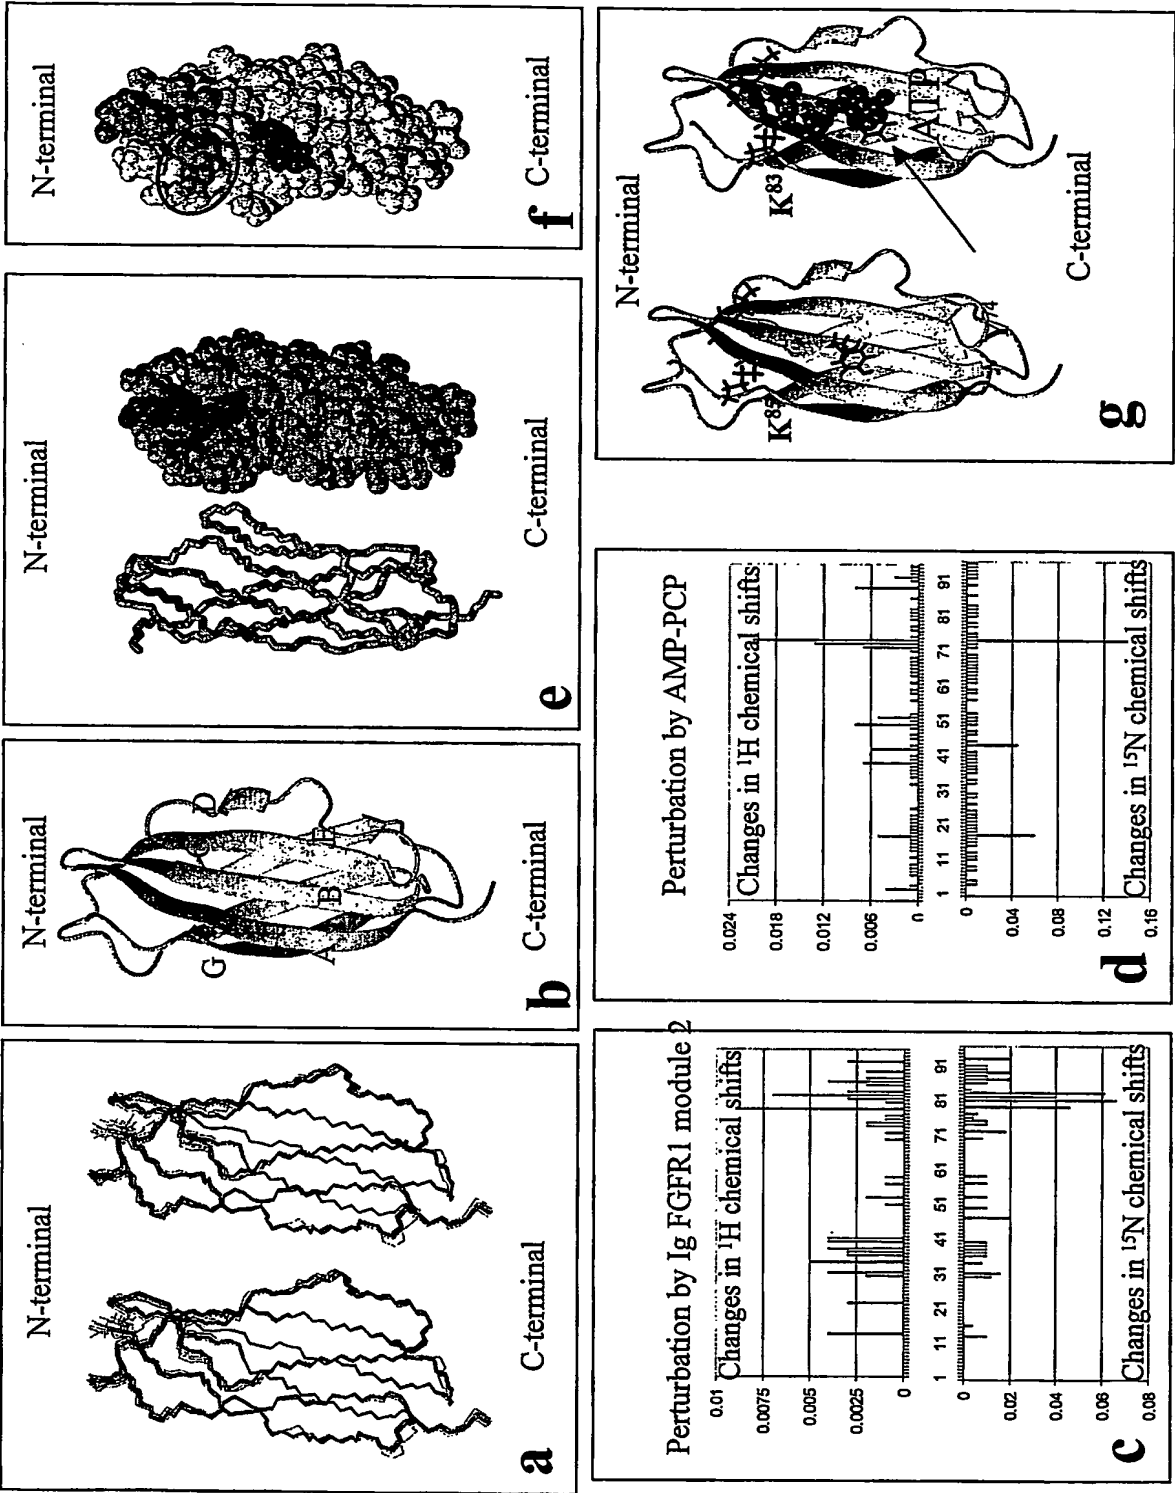 N-terminal
C-terminal
a
N-terminal
G
A
B
C
D
E
C-terminal
b
N-terminal
C-terminal
e
N-terminal
C-terminal
f
Perturbation by Ig FGFR1 module 2
Changes in ¹H chemical shifts
0.01
0.0075
0.005
0.0025
0
1 11 21 31 41 51 61 71 81 91
0
0.02
0.04
0.06
0.08
Changes in ¹⁵N chemical shifts
c
Perturbation by AMP-PCP
Changes in ¹H chemical shifts
0.024
0.018
0.012
0.006
0
1 11 21 31 41 51 61 71 81 91
0
0.04
0.08
0.12
0.16
Changes in ¹⁵N chemical shifts
d
N-terminal
K⁸³
ATP
C-terminal
g